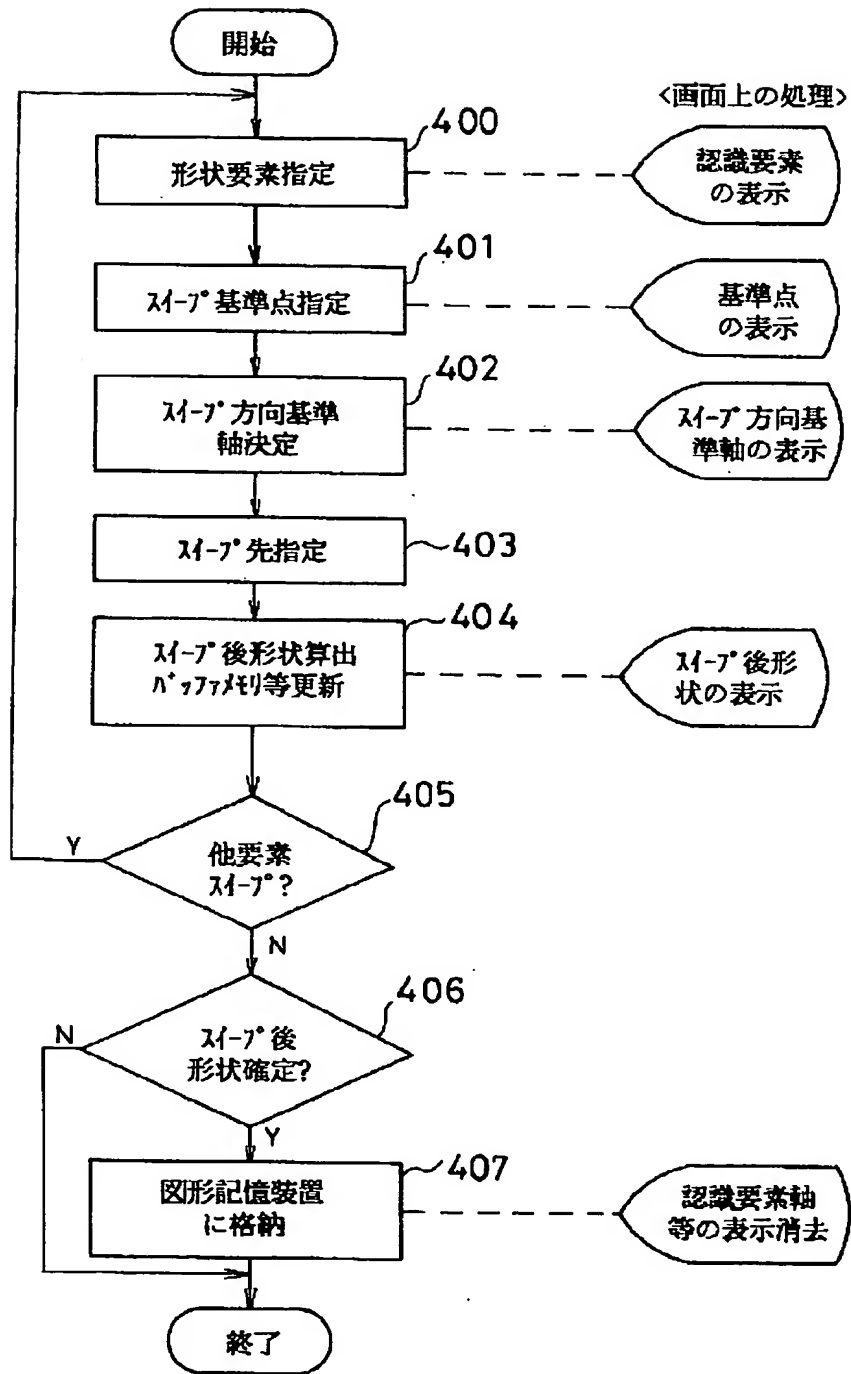 開始
<画面上の処理>
400
形状要素指定
認識要素
の表示
401
ｽｲｰﾌﾟ基準点指定
基準点
の表示
402
ｽｲｰﾌﾟ方向基準
軸決定
ｽｲｰﾌﾟ方向基
準軸の表示
ｽｲｰﾌﾟ先指定
403
404
ｽｲｰﾌﾟ後形状算出
ﾊﾞｯﾌｧﾒﾓﾘ等更新
ｽｲｰﾌﾟ後形
状の表示
405
Y
他要素
ｽｲｰﾌﾟ?
N
406
N
ｽｲｰﾌﾟ後
形状確定?
Y
407
図形記憶装置
に格納
認識要素軸
等の表示消去
終了